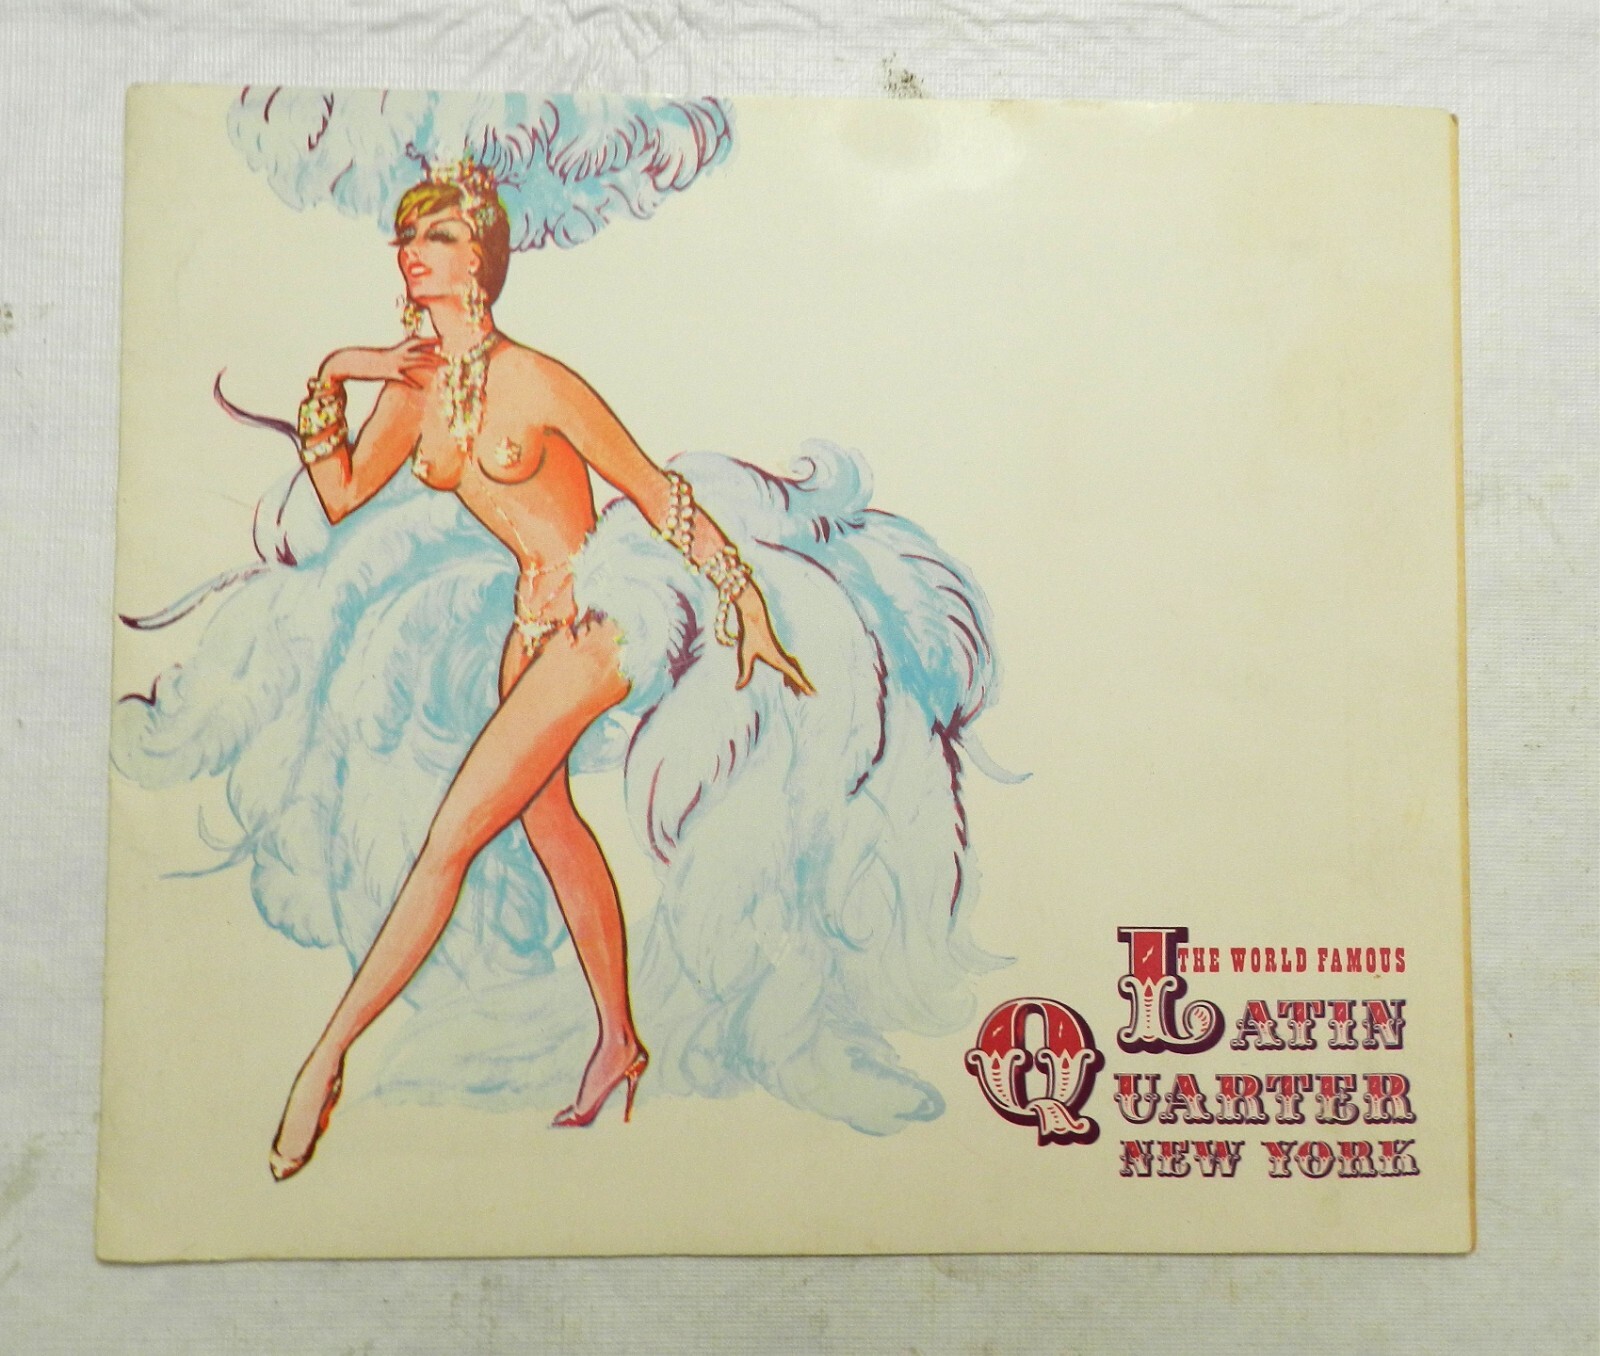 THE WORLD FAMOUS
LATIN
QUARTER
NEW YORK